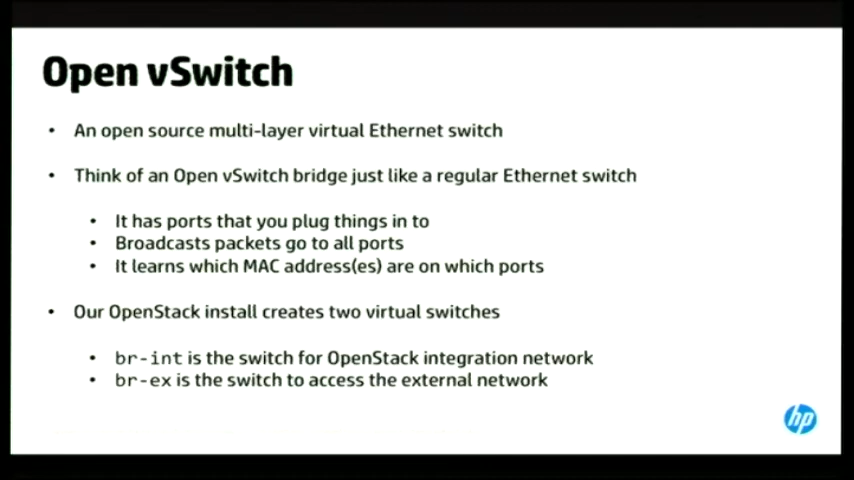 Open vSwitch
• An open source multi-layer virtual Ethernet switch
• Think of an Open vSwitch bridge just like a regular Ethernet switch
• It has ports that you plug things in to
• Broadcasts packets go to all ports
• It learns which MAC address(es) are on which ports
• Our OpenStack install creates two virtual switches
• br-int is the switch for OpenStack integration network
• br-ex is the switch to access the external network
hp